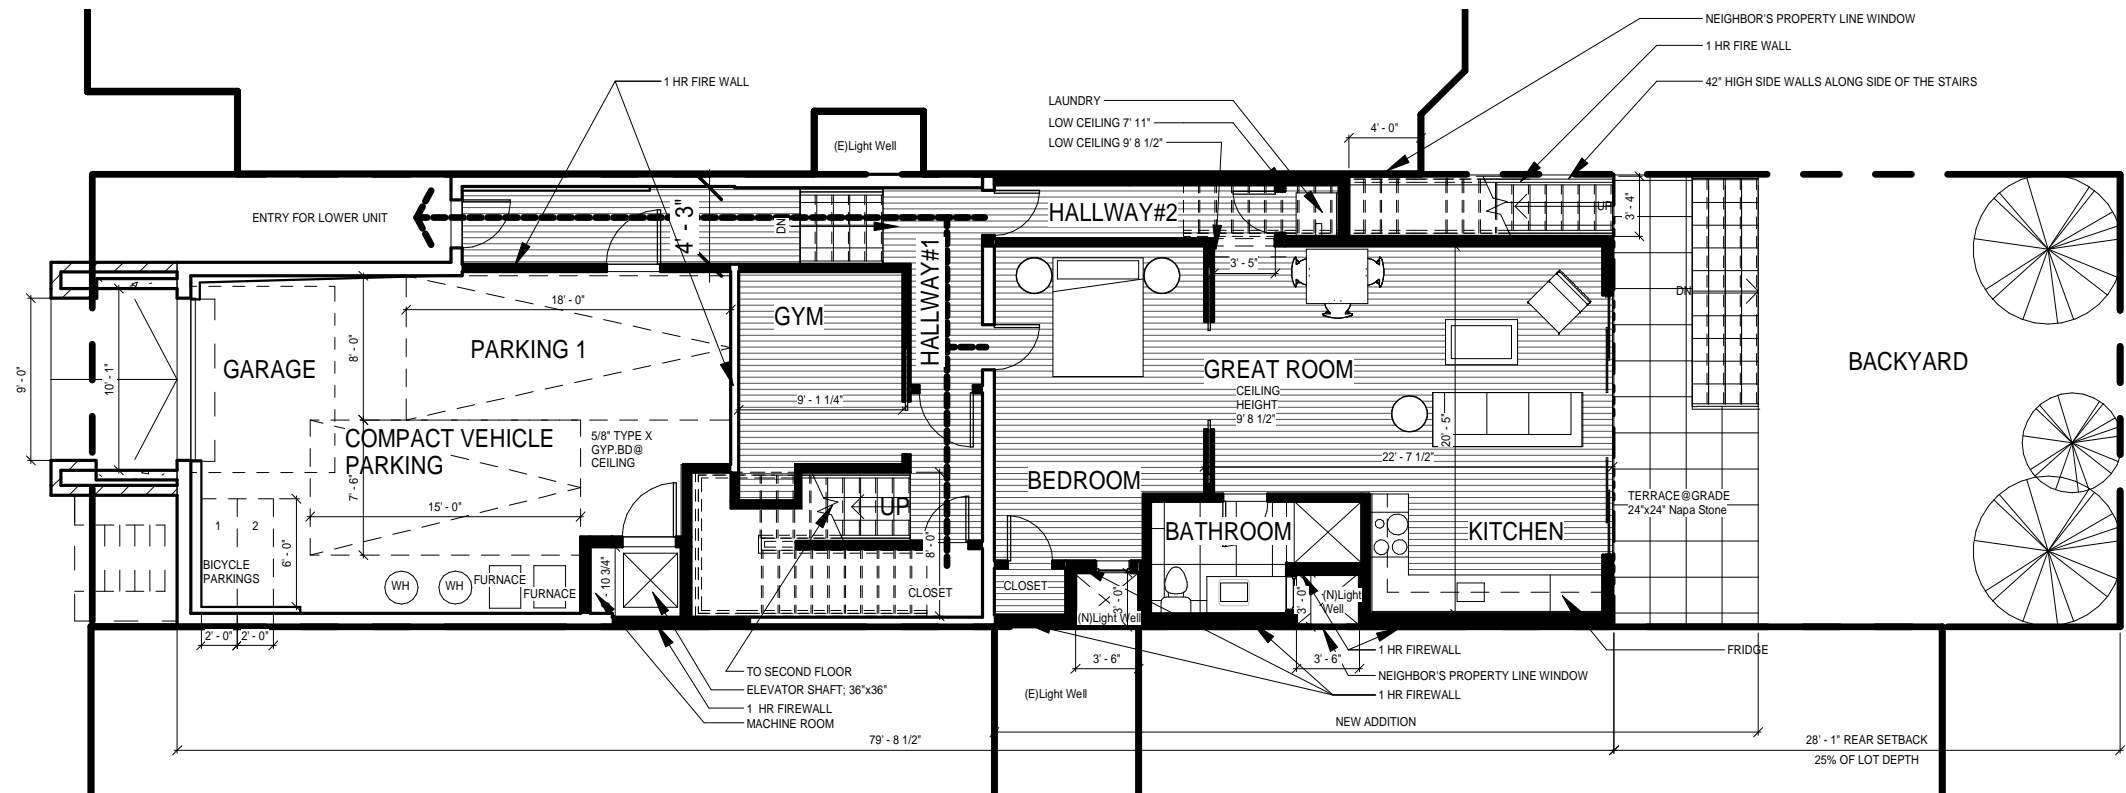 NEIGHBOR'S PROPERTY LINE WINDOW
1 HR FIRE WALL
42" HIGH SIDE WALLS ALONG SIDE OF THE STAIRS
1 HR FIRE WALL
LAUNDRY
LOW CEILING 7' 11"
LOW CEILING 9' 8 1/2"
4' - 0"
(E)Light Well
ENTRY FOR LOWER UNIT
4' - 3"
DN
HALLWAY#2
UP
3' - 4"
HALLWAY#1
3' - 5"
18' - 0"
GYM
DN
9' - 0"
10' - 1"
GARAGE
8' - 0"
PARKING 1
GREAT ROOM
CEILING
HEIGHT
9' 8 1/2"
BACKYARD
9' - 1 1/4"
20' - 5"
22' - 7 1/2"
COMPACT VEHICLE
PARKING
5/8" TYPE X
GYP.BD@
CEILING
7' - 6"
15' - 0"
BEDROOM
UP
BATHROOM
KITCHEN
TERRACE@GRADE
24"x24" Napa Stone
1
2
6' - 0"
BICYCLE
PARKINGS
WH
WH
FURNACE
FURNACE
- 10 3/4"
8' - 0"
CLOSET
CLOSET
3' - 0"
(N)Light Well
3' - 0"
(N)Light
Well
2' - 0"
2' - 0"
3' - 6"
3' - 6"
1 HR FIREWALL
FRIDGE
TO SECOND FLOOR
ELEVATOR SHAFT; 36"x36"
1 HR FIREWALL
MACHINE ROOM
(E)Light Well
NEIGHBOR'S PROPERTY LINE WINDOW
1 HR FIREWALL
NEW ADDITION
79' - 8 1/2"
28' - 1" REAR SETBACK
25% OF LOT DEPTH